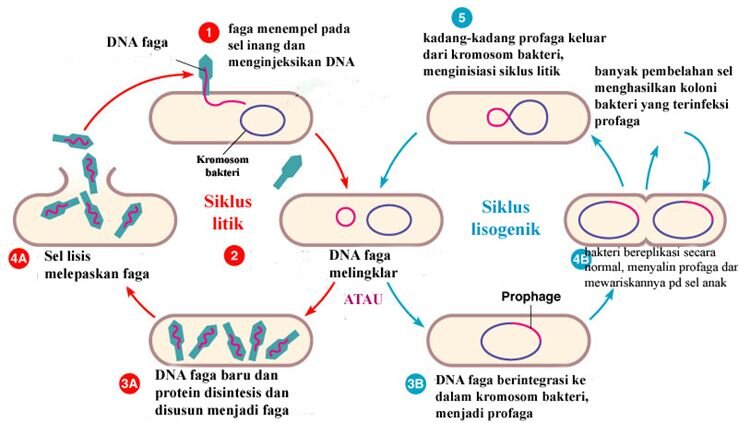 1
faga menempel pada
sel inang dan
menginjeksikan DNA
DNA faga
Kromosom
bakteri
5
kadang-kadang profaga keluar
dari kromosom bakteri,
menginisiasi siklus litik
banyak pembelahan sel
menghasilkan koloni
bakteri yang terinfeksi
profaga
Siklus
litik
2
DNA faga
melingklar
ATAU
Siklus
lisogenik
4A
Sel lisis
melepaskan faga
4B
bakteri bereplikasi secara
normal, menyalin profaga dan
mewariskannya pd sel anak
3A
DNA faga baru dan
protein disintesis dan
disusun menjadi faga
Prophage
3B
DNA faga berintegrasi ke
dalam kromosom bakteri,
menjadi profaga